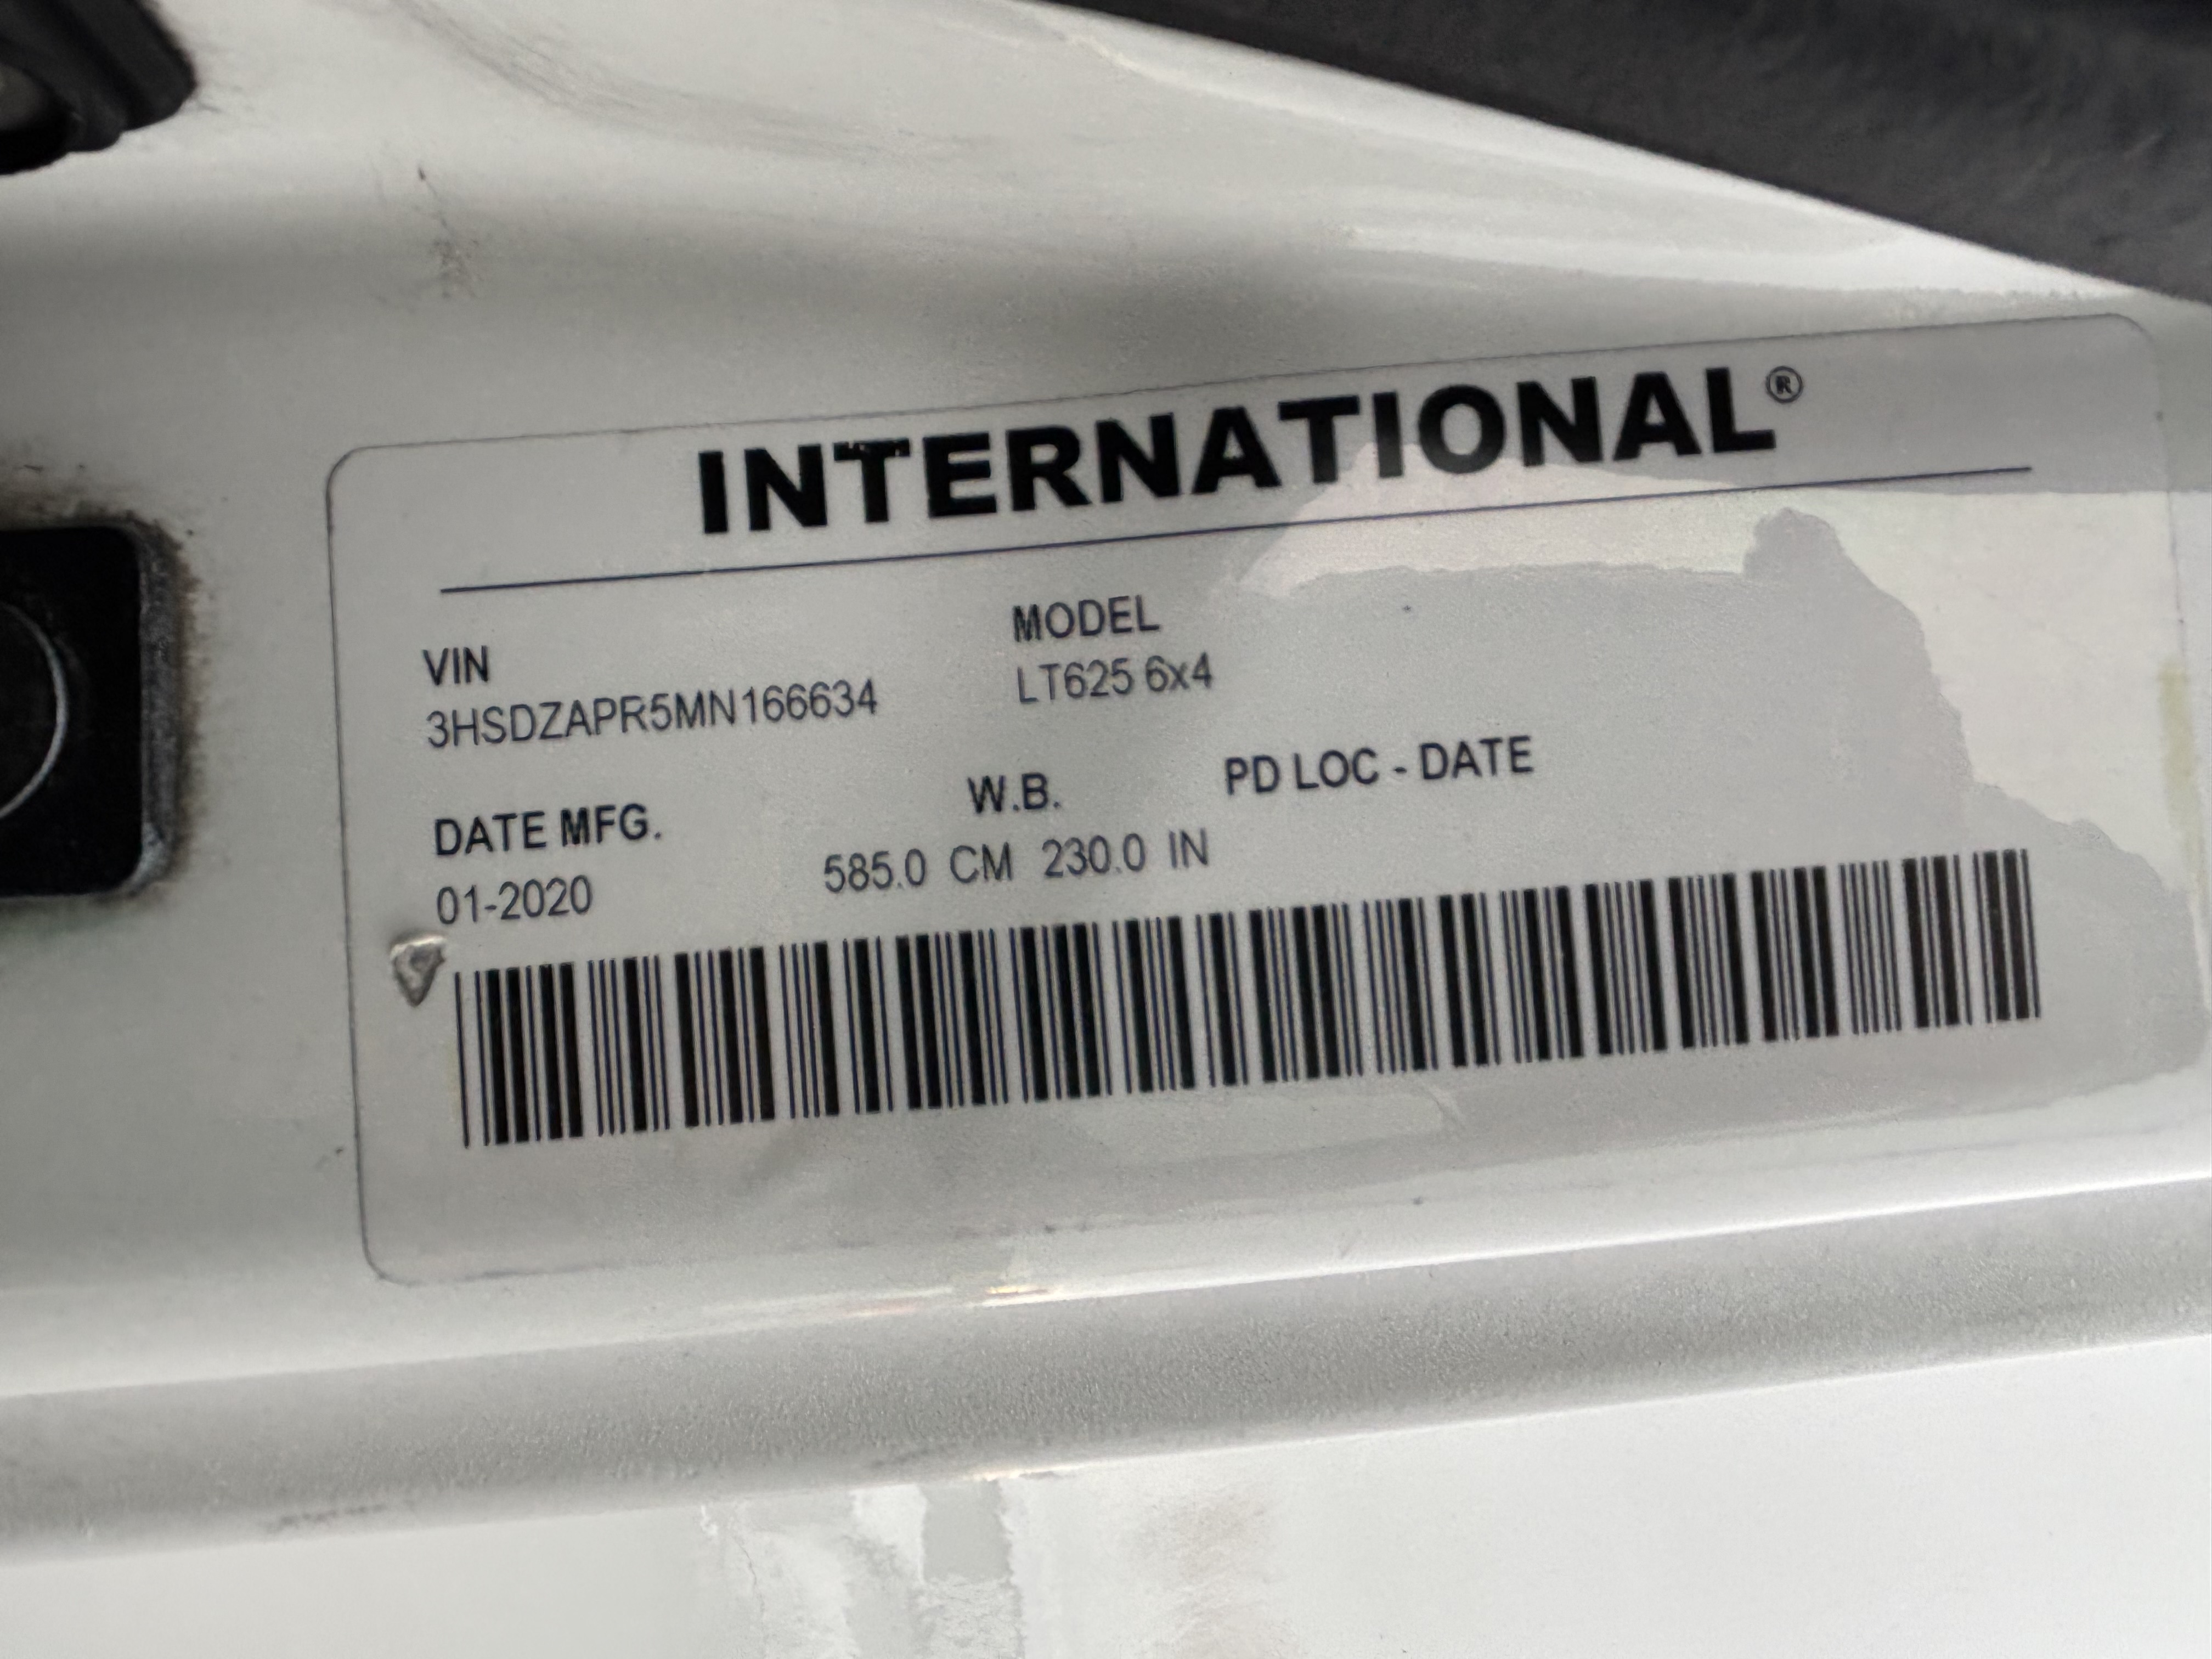 INTERNATIONAL®
VIN
MODEL
3HSDZAPR5MN166634
LT625 6x4
DATE MFG.
W.B.
PD LOC - DATE
01-2020
585.0 CM 230.0 IN